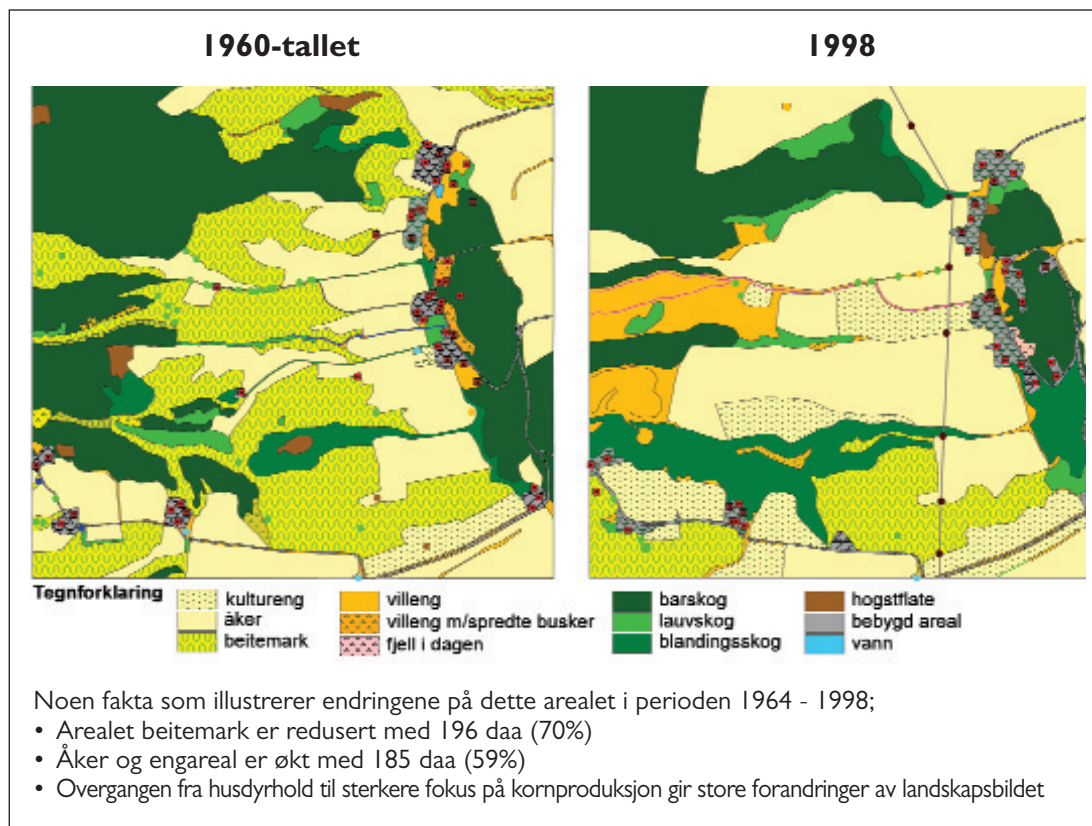 1960-tallet
1998
Tegnforklaring
kultureng
åker
beitemark
villeng
villeng m/spredte busker
fjell i dagen
barskog
lauvskog
blandingsskog
hogstflate
bebygd areal
vann
Noen fakta som illustrerer endringene på dette arealet i perioden 1964 - 1998;
• Arealet beitemark er redusert med 196 daa (70%)
• Åker og engareal er økt med 185 daa (59%)
• Overgangen fra husdyrhold til sterkere fokus på kornproduksjon gir store forandringer av landskapsbildet